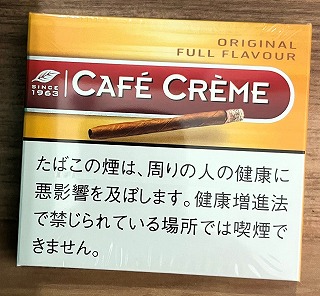 ORIGINAL
FULL FLAVOUR
SINCE
1963
CAFÉ CRÈME
たばこの煙は、周りの人の健康に
悪影響を及ぼします。健康増進法
で禁じられている場所では喫煙で
きません。